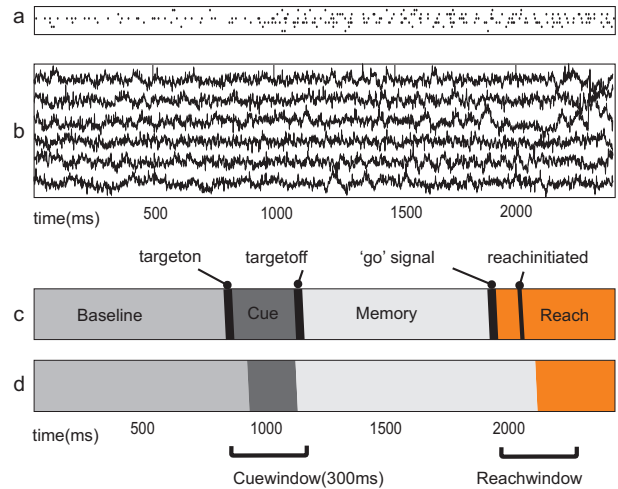 a
b
time(ms) 500 1000 1500 2000
targeton targetoff ‘go’ signal reachinitiated
c Baseline Cue Memory Reach
d
time(ms) 500 1000 1500 2000
Cuewindow(300ms) Reachwindow